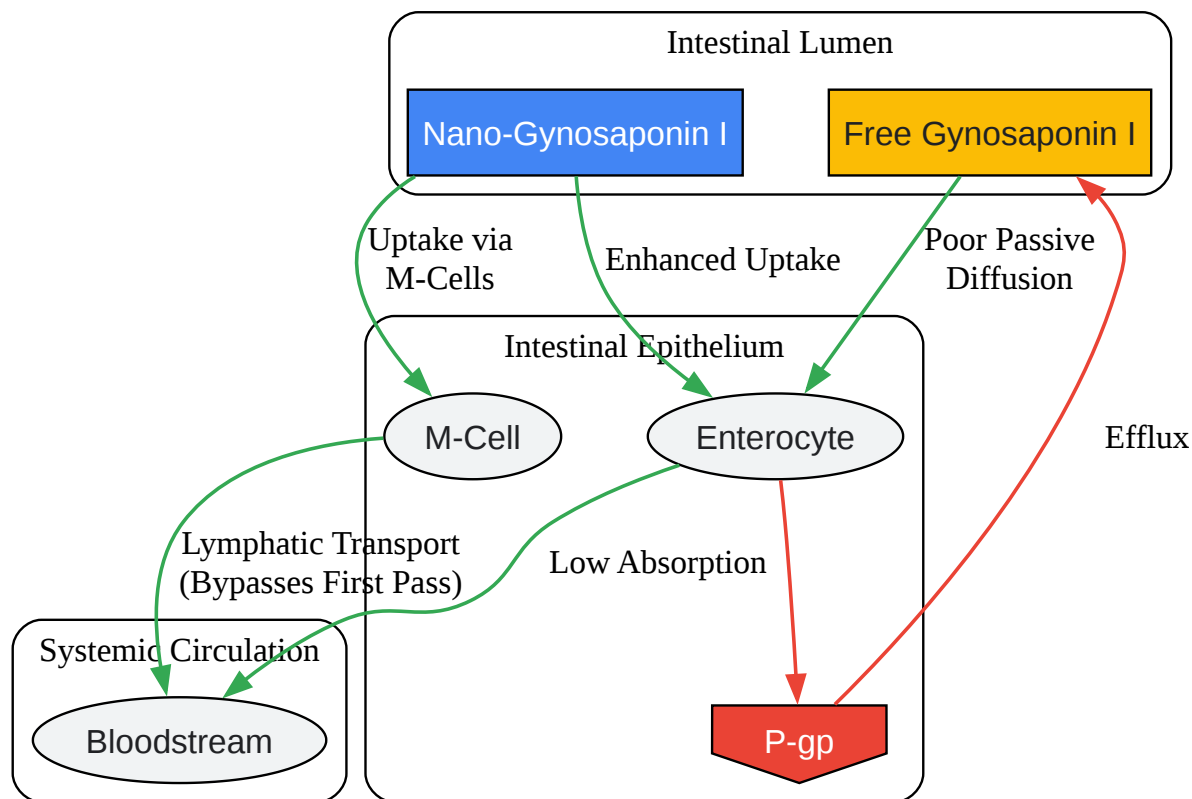 Intestinal Lumen
Nano-Gynosaponin I
Free Gynosaponin I
Uptake via
M-Cells
Enhanced Uptake
Poor Passive
Diffusion
Intestinal Epithelium
M-Cell
Enterocyte
Efflux
Lymphatic Transport
(Bypasses First Pass)
Low Absorption
Systemic Circulation
Bloodstream
P-gp